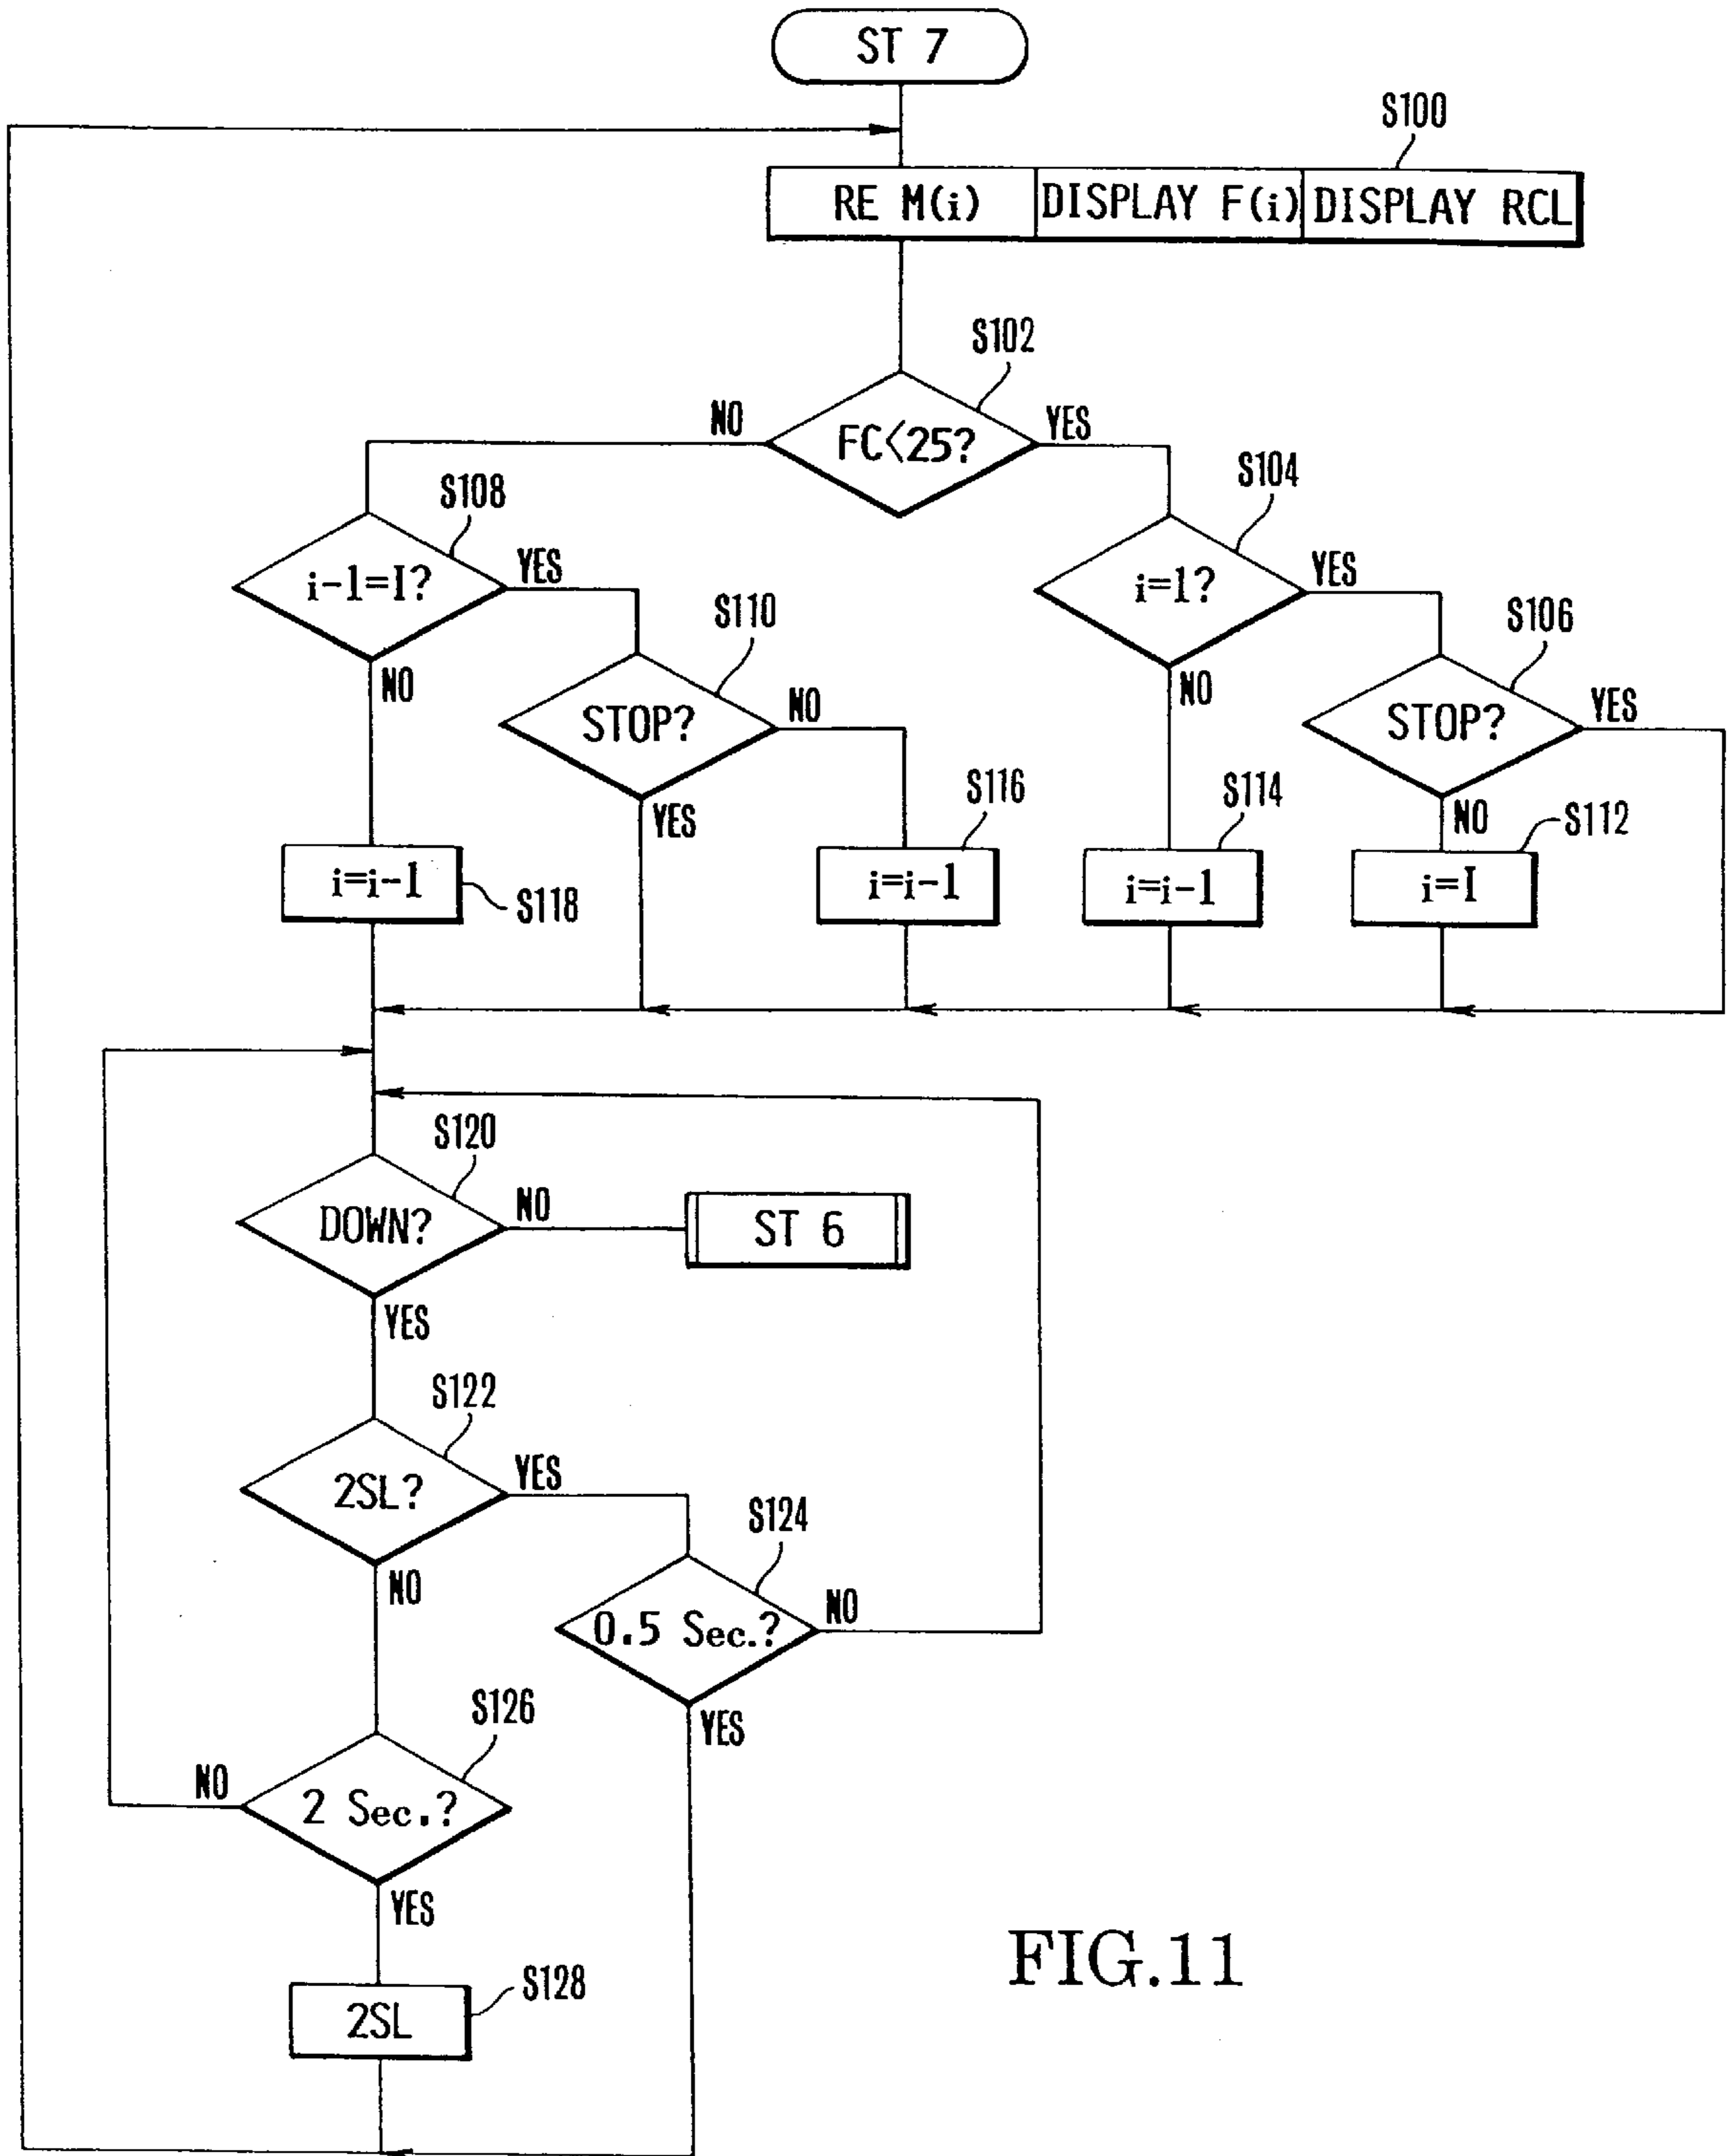 ST 7
S100
RE M(i) DISPLAY F(i) DISPLAY RCL
S102
NO FC<25? YES
S108
i-1=I? YES
NO
S104
i=1? YES
NO
S110
STOP? NO
YES
S106
STOP? YES
NO
S116
i=i-1
S114
i=i-1
S112
i=I
i=i-1
S118
S120
DOWN? NO
ST 6
YES
S122
2SL? YES
NO
S124
0.5 Sec.? NO
YES
S126
NO 2 Sec.?
YES
S128
2SL
FIG.11